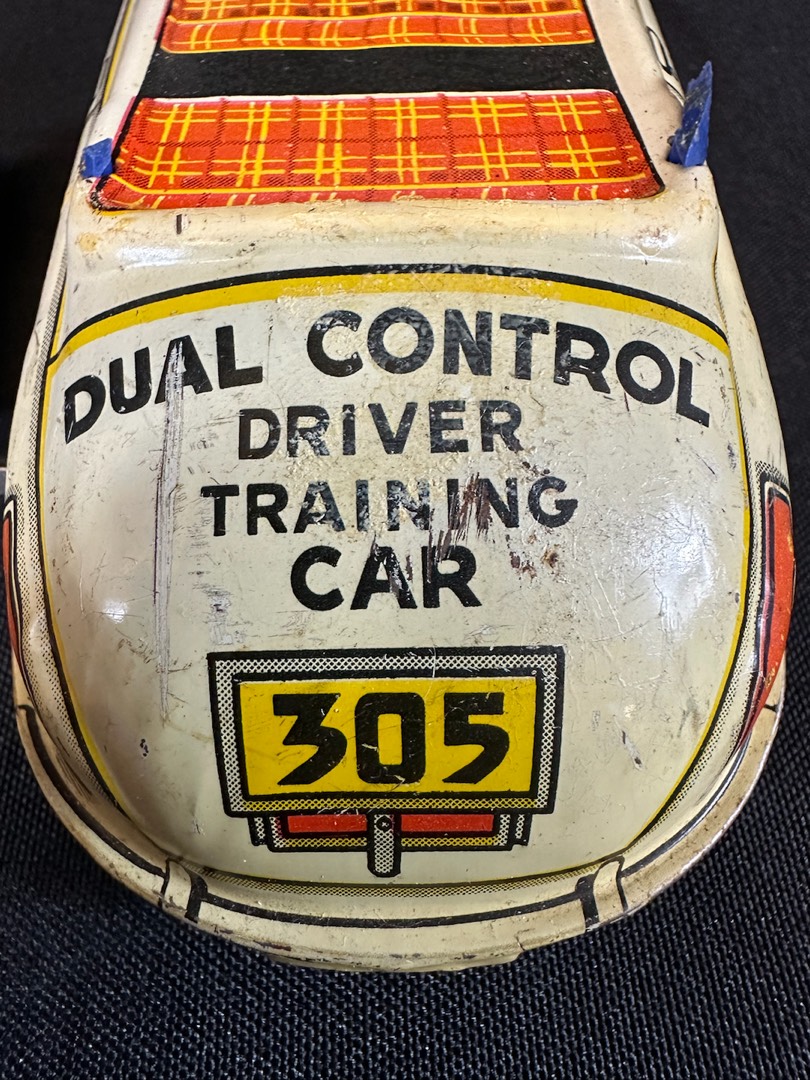 DUAL CONTROL
DRIVER
TRAINING
CAR
305